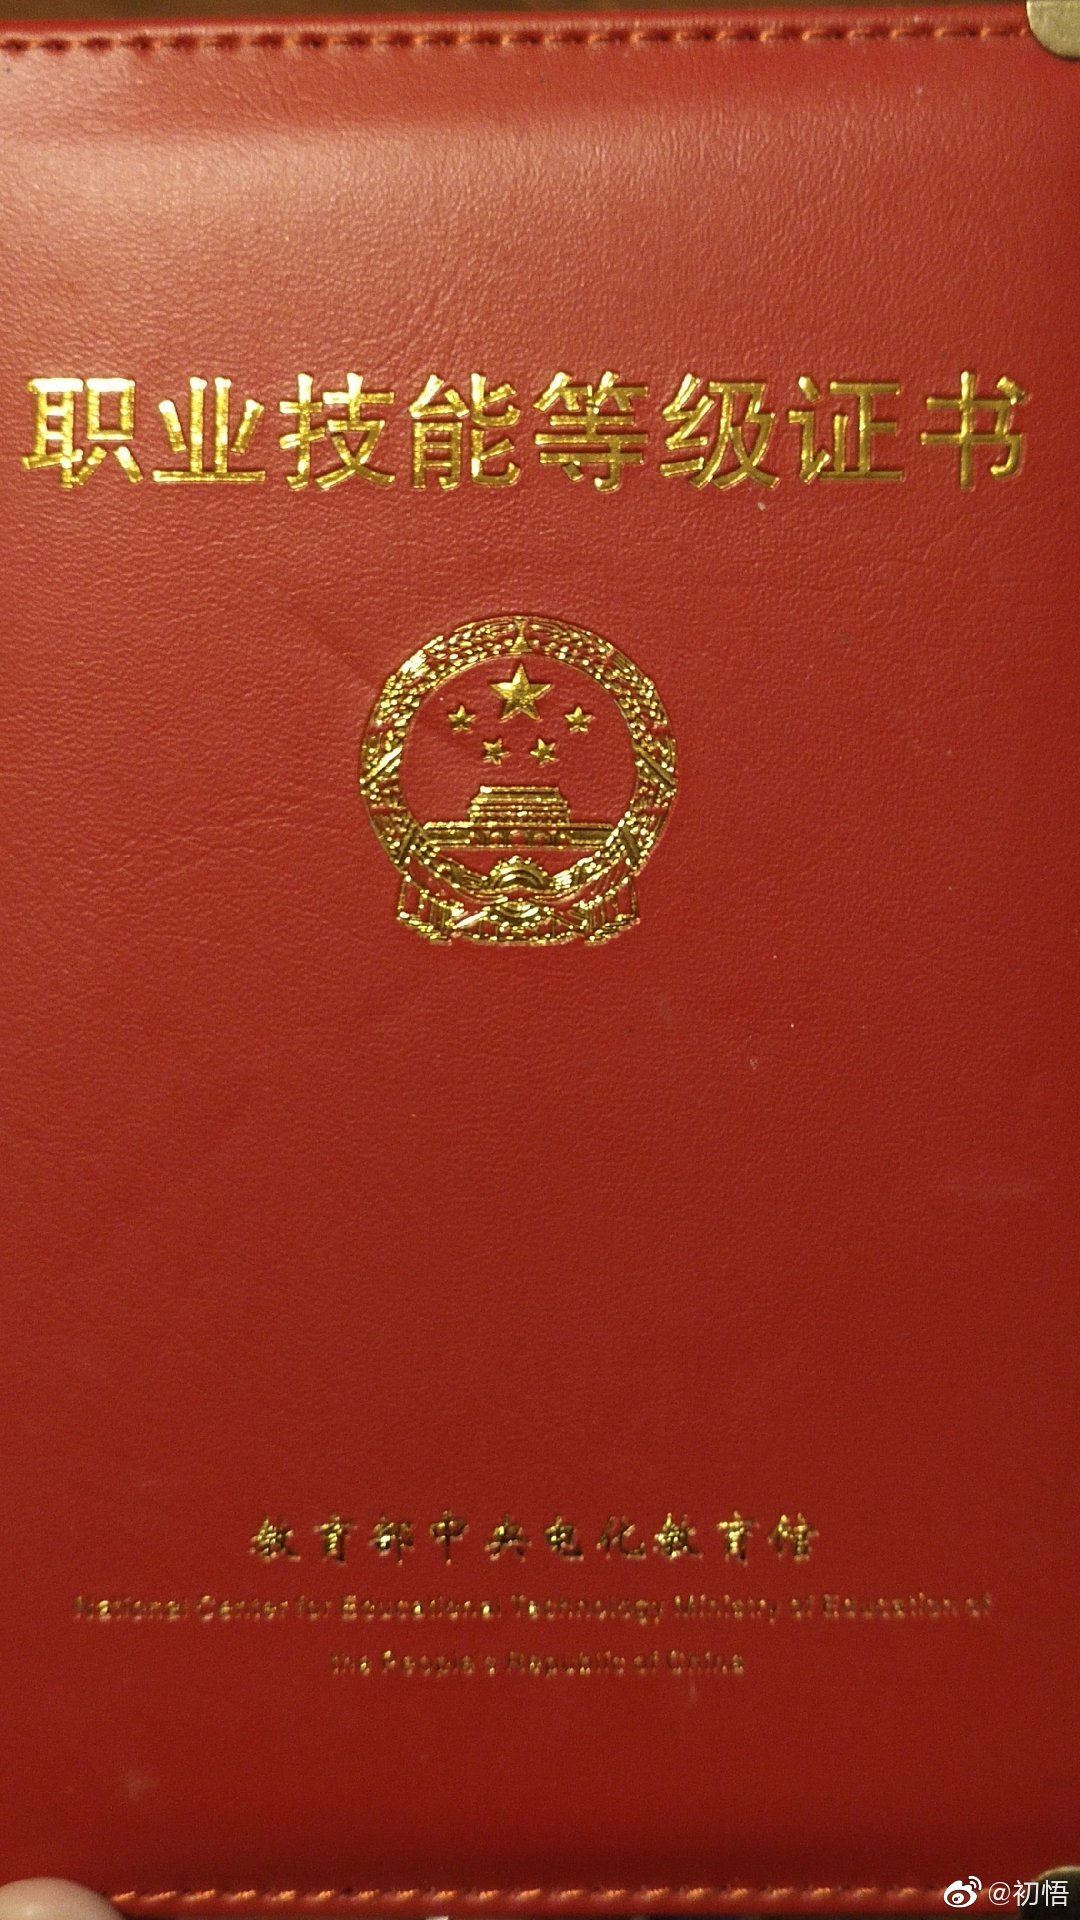 职业技能等级证书
教育部中央电化教育馆
National Center for Educational Technology Ministry of Education of
the People's Republic of China
@初悟